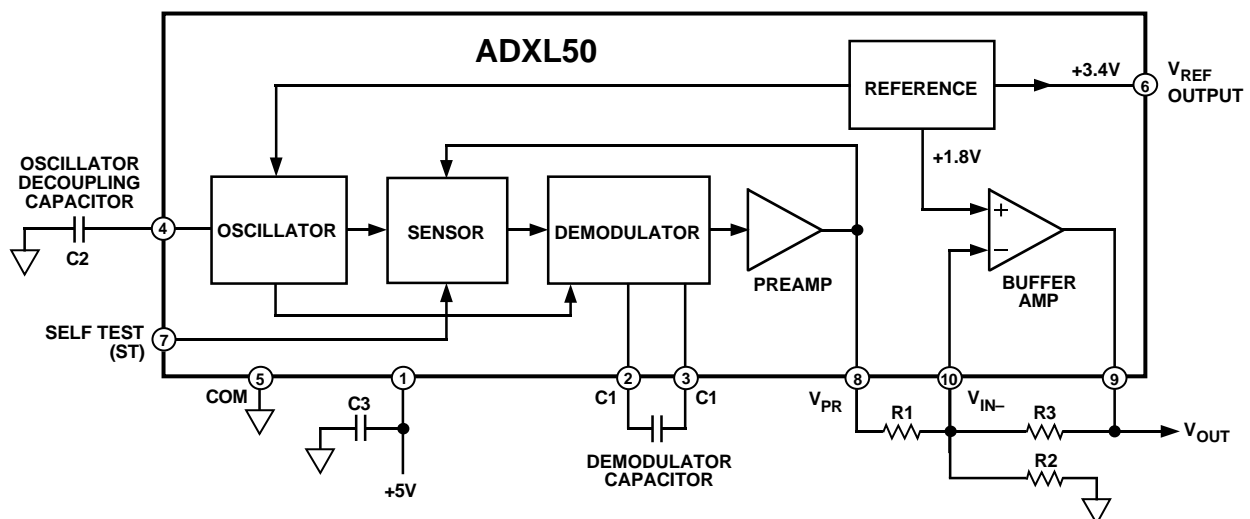 ADXL50
REFERENCE
+3.4V
6
VREF
OUTPUT
+1.8V
OSCILLATOR
DECOUPLING
CAPACITOR
4
C2
OSCILLATOR
SENSOR
DEMODULATOR
PREAMP
+
−
BUFFER
AMP
SELF TEST
(ST)
7
5
COM
1
C3
+5V
2
C1
3
C1
DEMODULATOR
CAPACITOR
8
VPR
R1
10
VIN–
9
R3
VOUT
R2